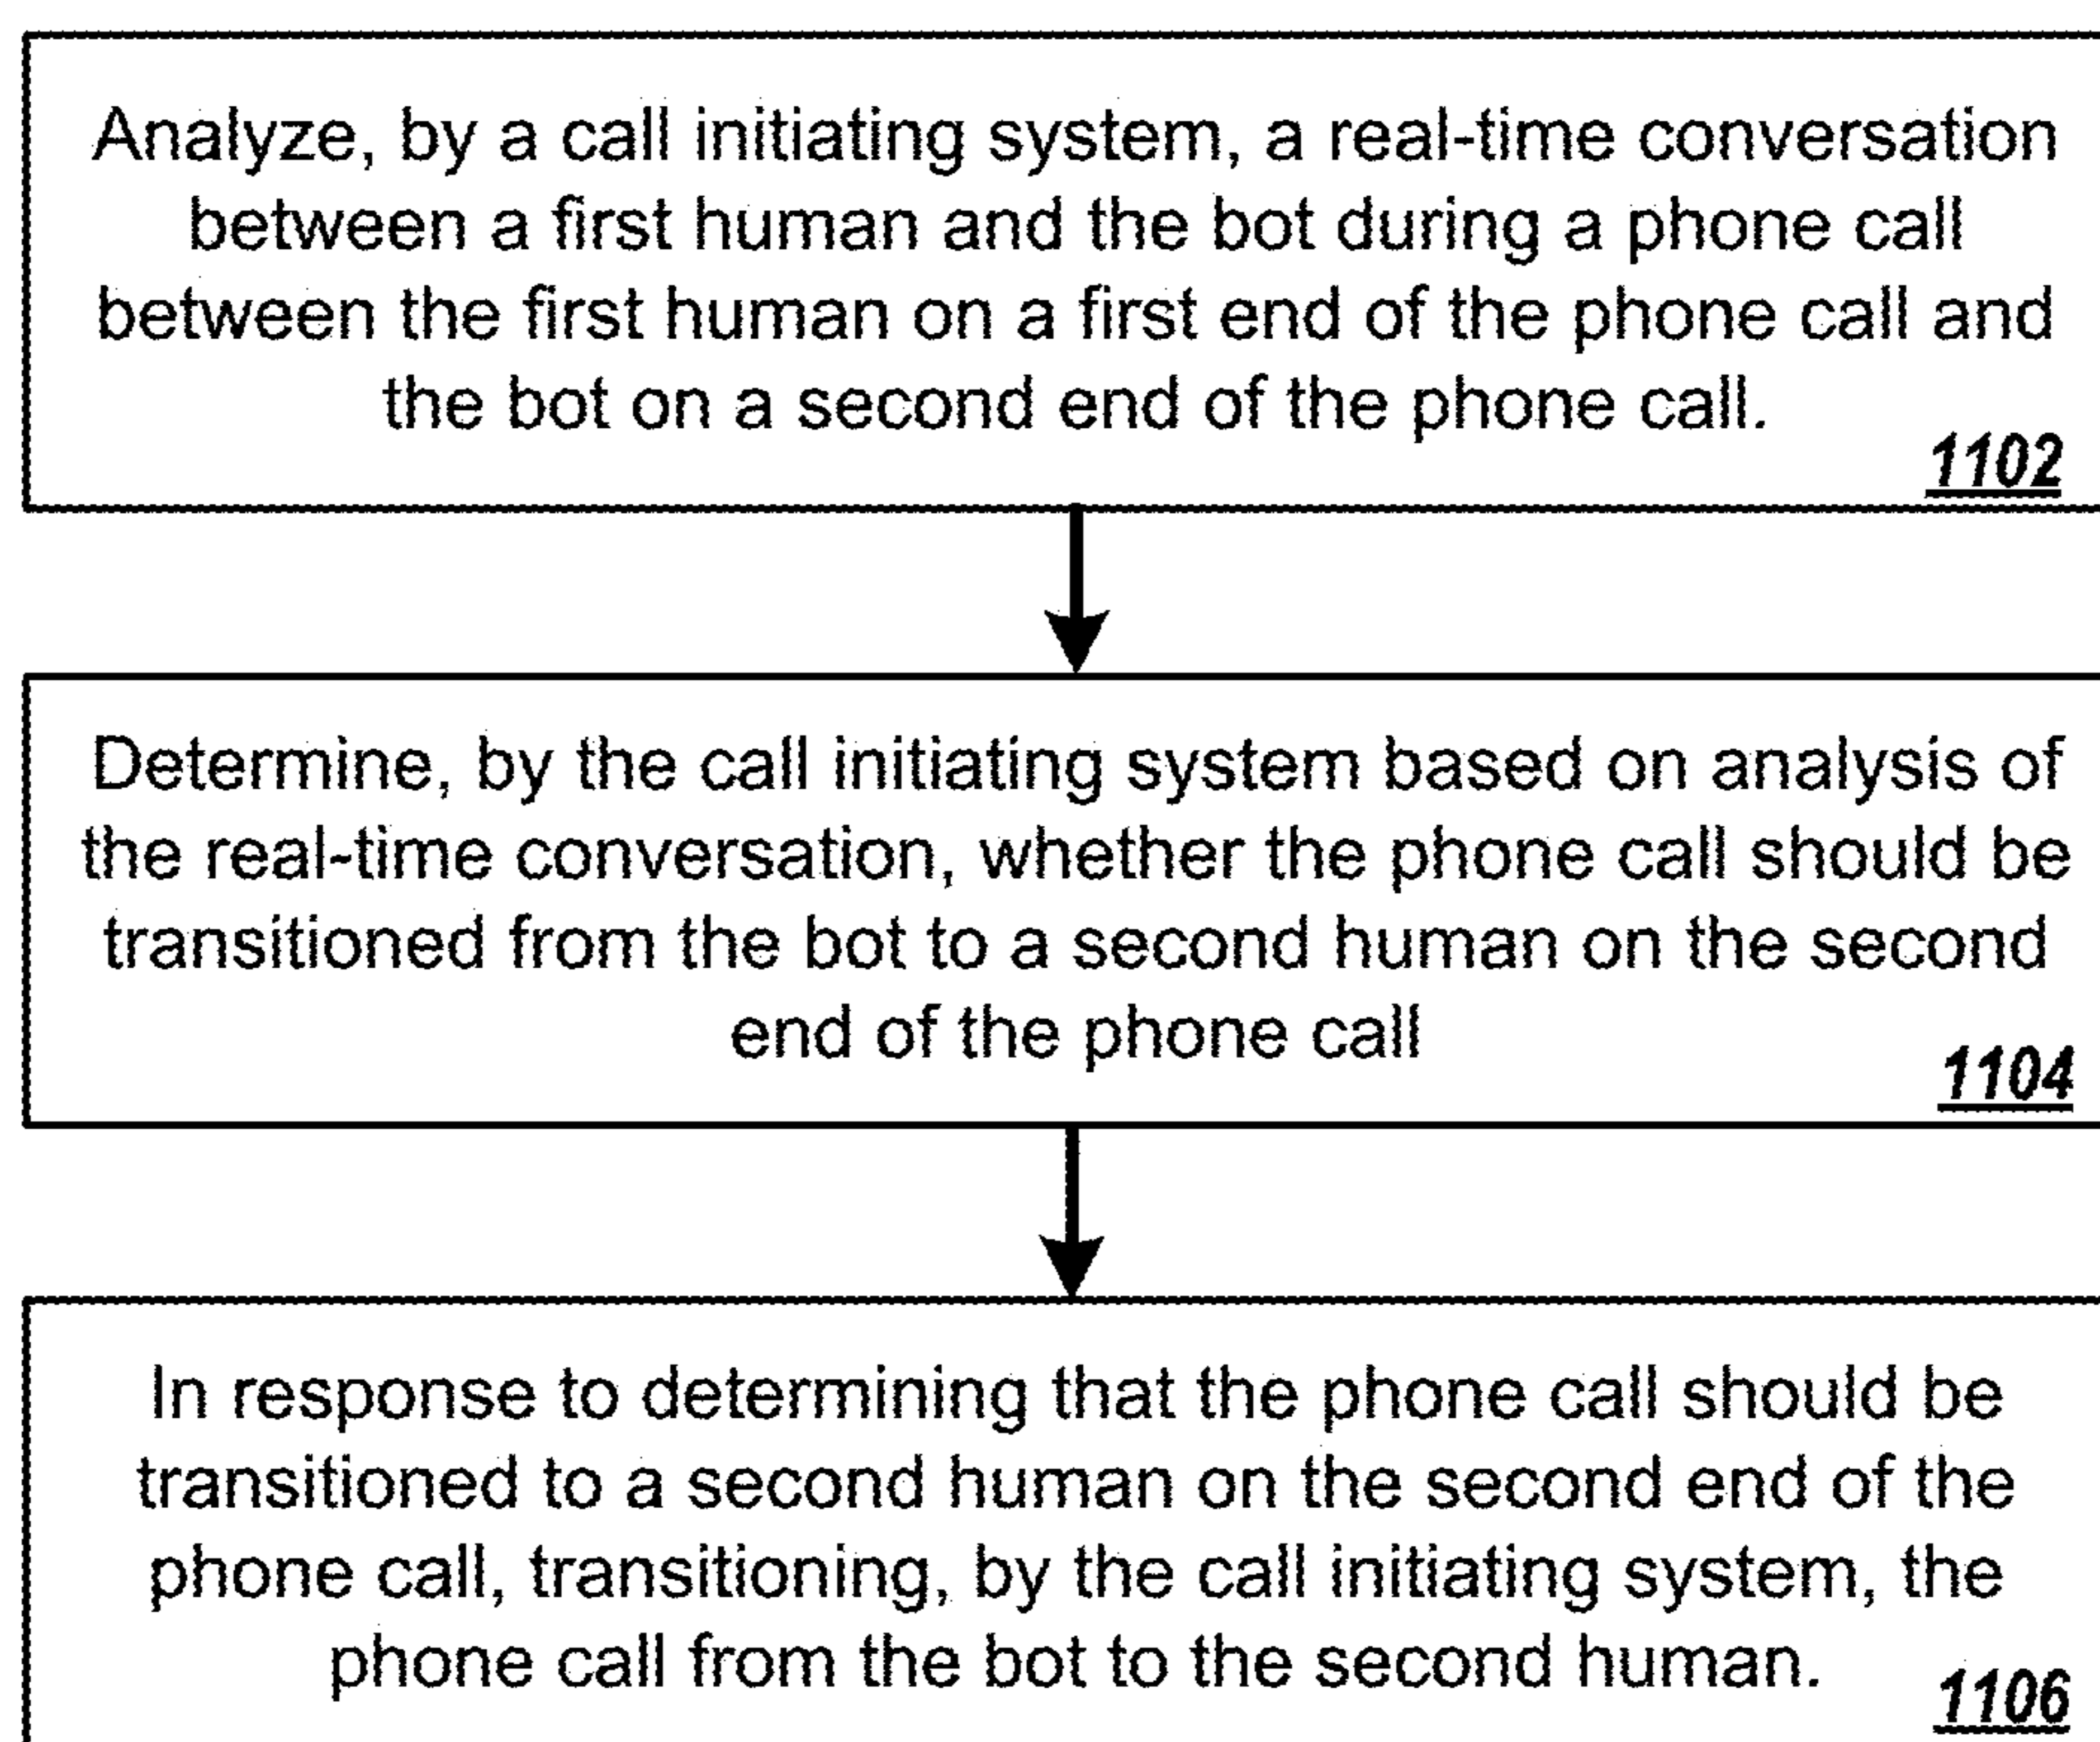 Analyze, by a call initiating system, a real-time conversation
between a first human and the bot during a phone call
between the first human on a first end of the phone call and
the bot on a second end of the phone call.
1102
Determine, by the call initiating system based on analysis of
the real-time conversation, whether the phone call should be
transitioned from the bot to a second human on the second
end of the phone call
1104
In response to determining that the phone call should be
transitioned to a second human on the second end of the
phone call, transitioning, by the call initiating system, the
phone call from the bot to the second human.
1106